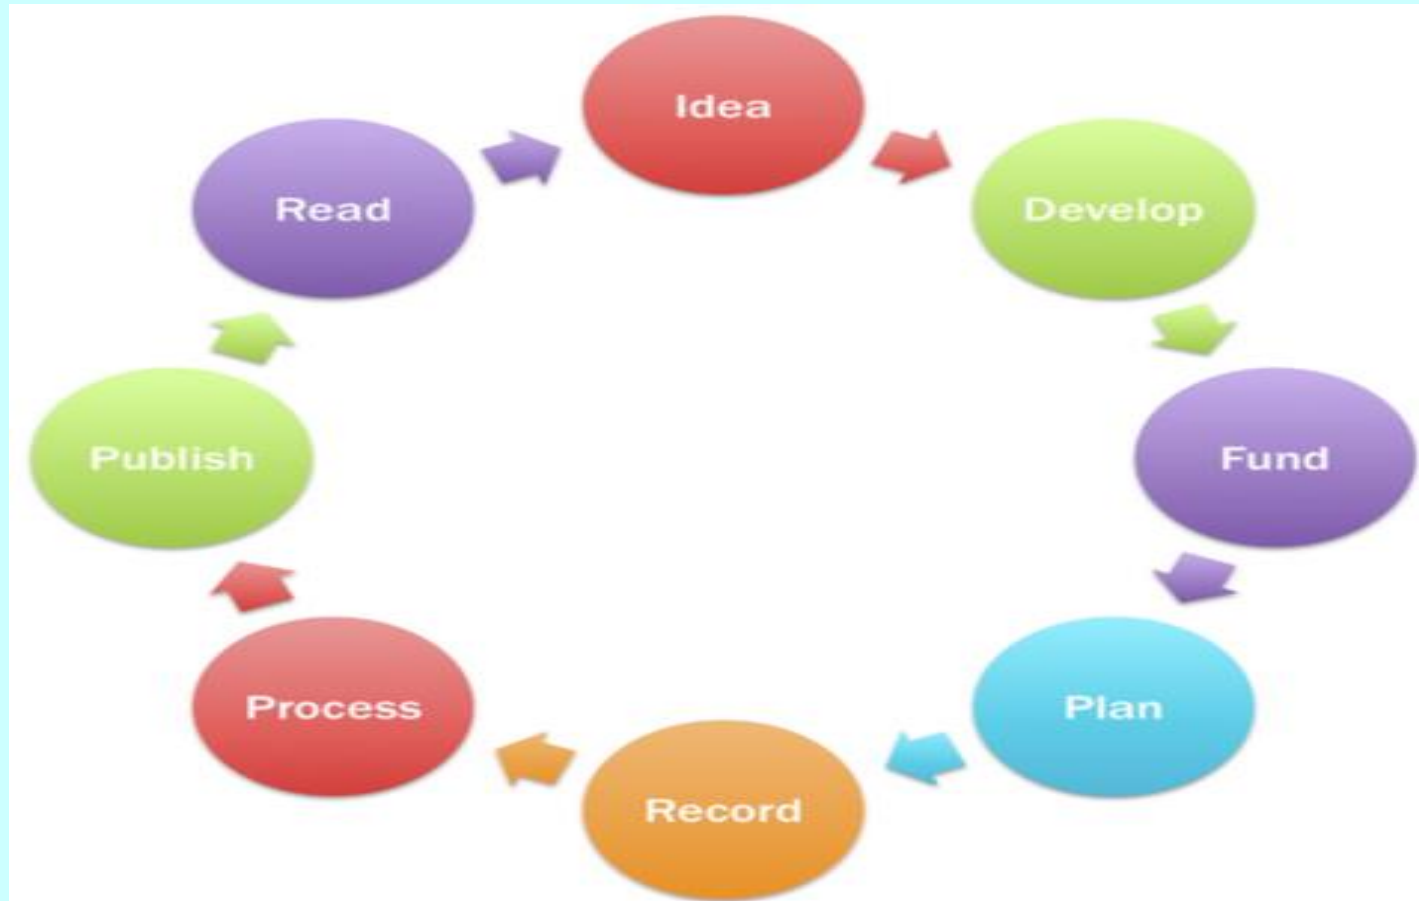 Idea
Develop
Fund
Plan
Record
Process
Publish
Read